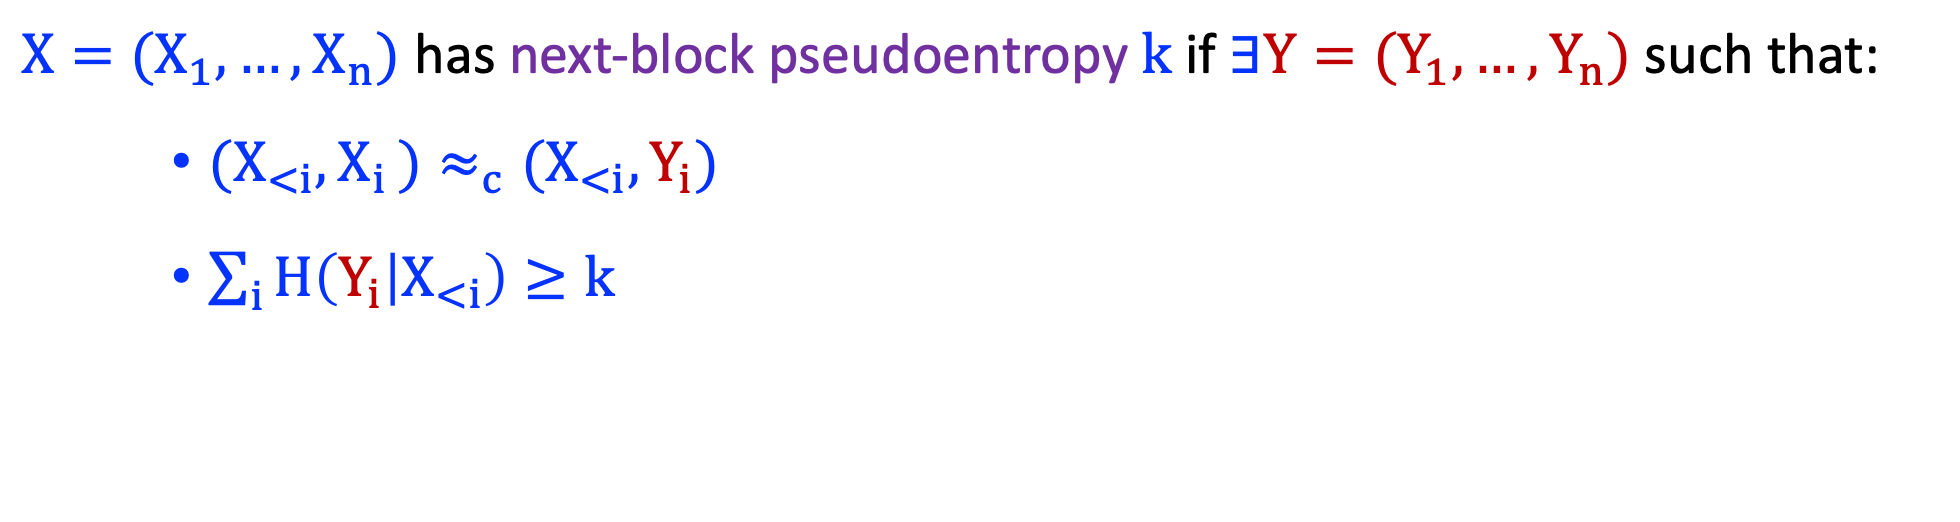 X = (X₁, … , Xₙ) has next-block pseudoentropy k if ∃Y = (Y₁, … , Yₙ) such that:
• (X<ᵢ, Xᵢ ) ≈c (X<ᵢ, Yᵢ)
• ∑ᵢ H(Yᵢ|X<ᵢ) ≥ k